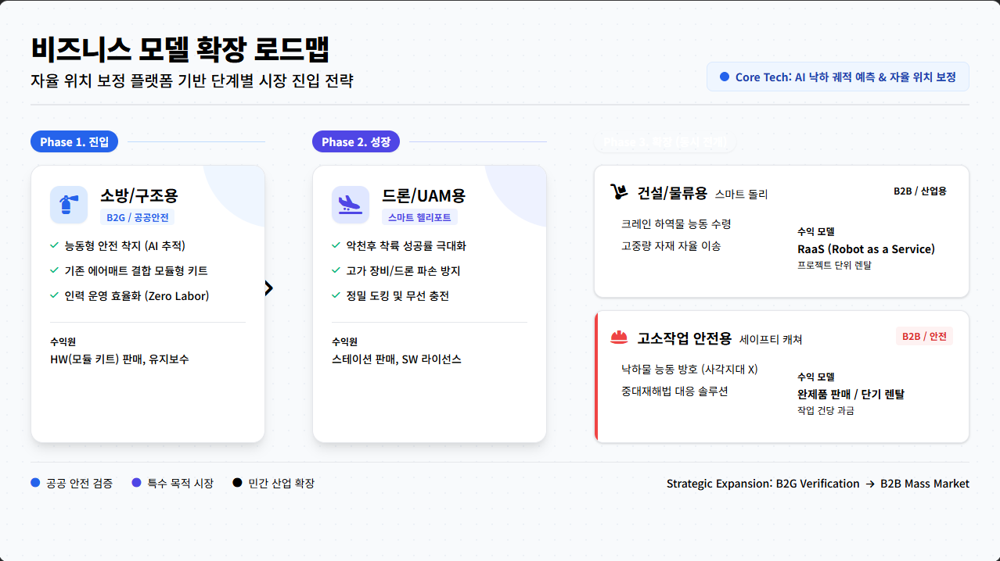 비즈니스 모델 확장 로드맵
자율 위치 보정 플랫폼 기반 단계별 시장 진입 전략
Core Tech: AI 낙하 궤적 예측 & 자율 위치 보정
Phase 1. 진입
소방/구조용
B2G / 공공안전
능동형 안전 착지 (AI 추적)
기존 에어매트 결합 모듈형 키트
인력 운영 효율화 (Zero Labor)
수익원
HW(모듈 키트) 판매, 유지보수
Phase 2. 성장
드론/UAM용
스마트 헬리포트
악천후 착륙 성공률 극대화
고가 장비/드론 파손 방지
정밀 도킹 및 무선 충전
수익원
스테이션 판매, SW 라이선스
Phase 3. 확장 (동시 전개)
건설/물류용 스마트 돌리
B2B / 산업용
크레인 하역물 능동 수령
고중량 자재 자율 이송
수익 모델
RaaS (Robot as a Service)
프로젝트 단위 렌탈
고소작업 안전용 세이프티 캐쳐
B2B / 안전
낙하물 능동 방호 (사각지대 X)
중대재해법 대응 솔루션
수익 모델
완제품 판매 / 단기 렌탈
작업 건당 과금
공공 안전 검증
특수 목적 시장
민간 산업 확장
Strategic Expansion: B2G Verification → B2B Mass Market